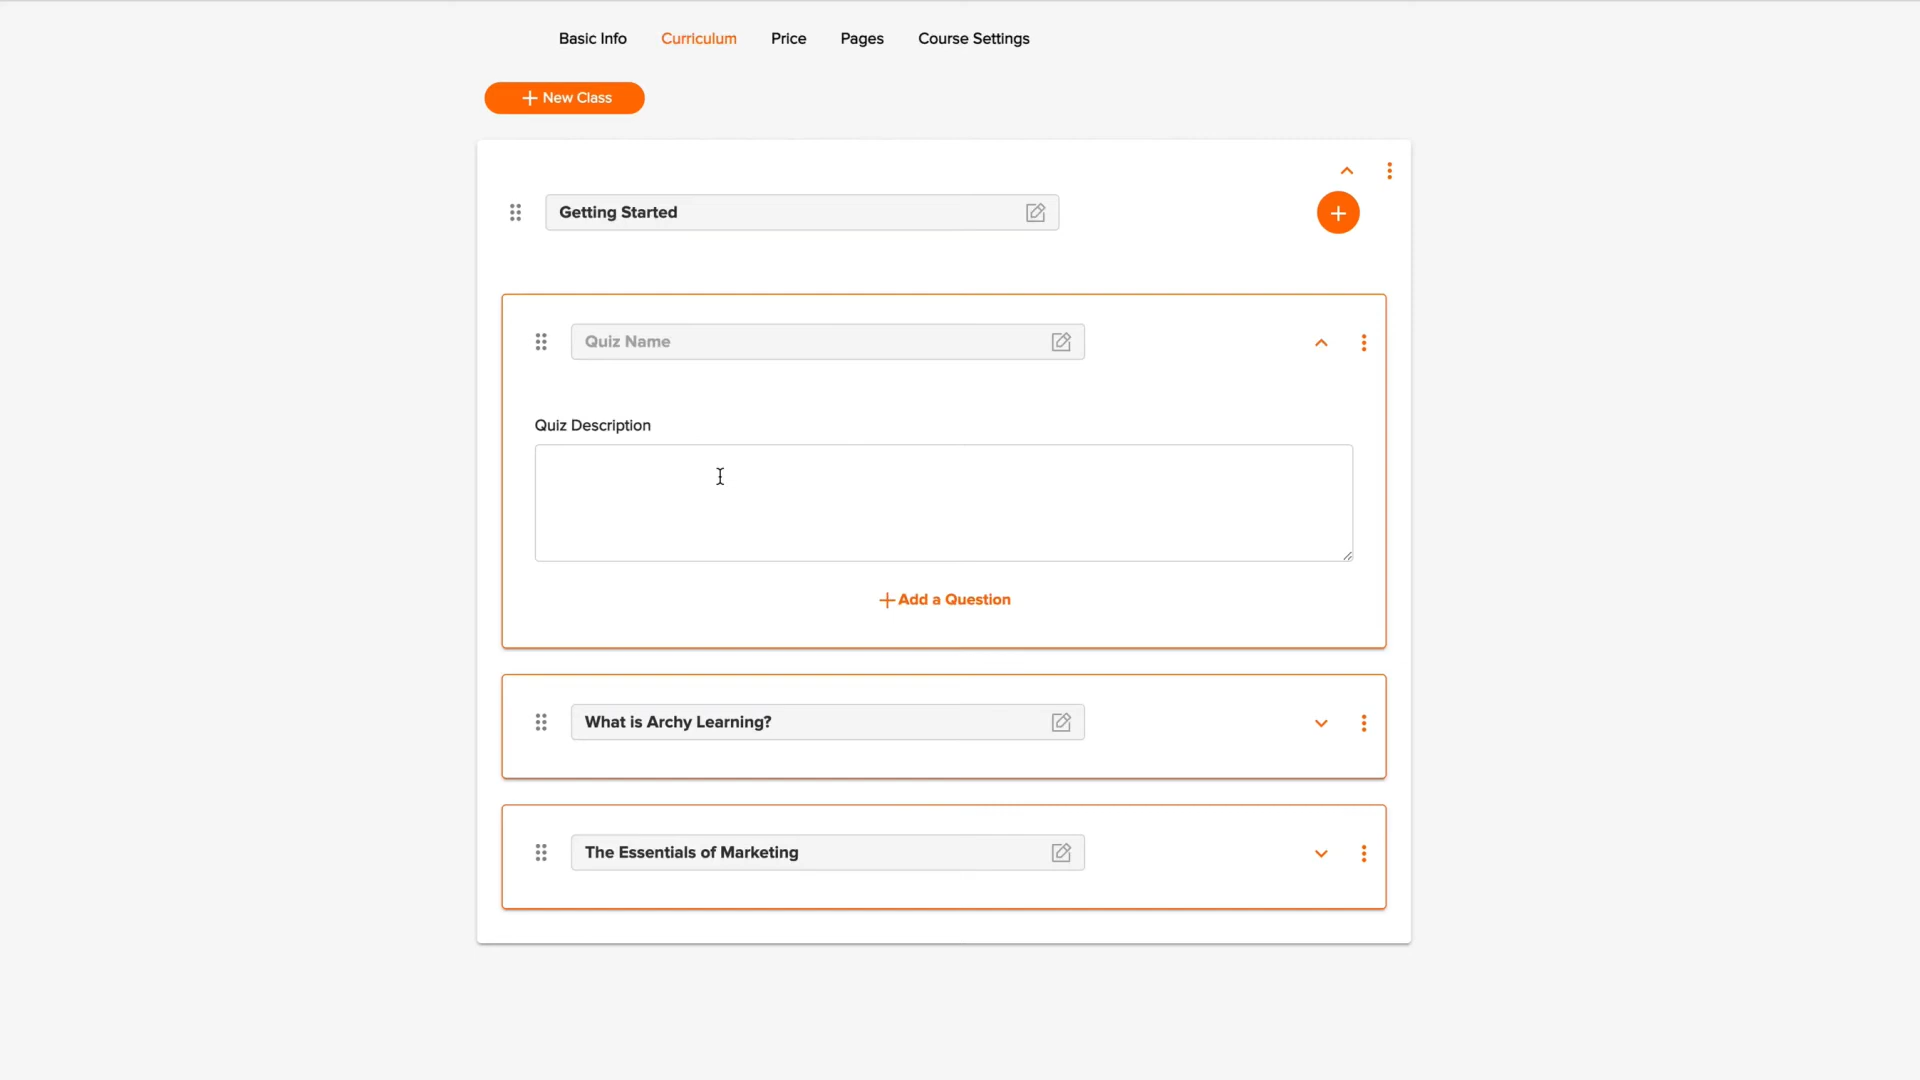 Basic Info Curriculum Price Pages Course Settings
New Class
Getting Started
Quiz Name
Quiz Description
Add a Question
What is Archy Learning?
The Essentials of Marketing